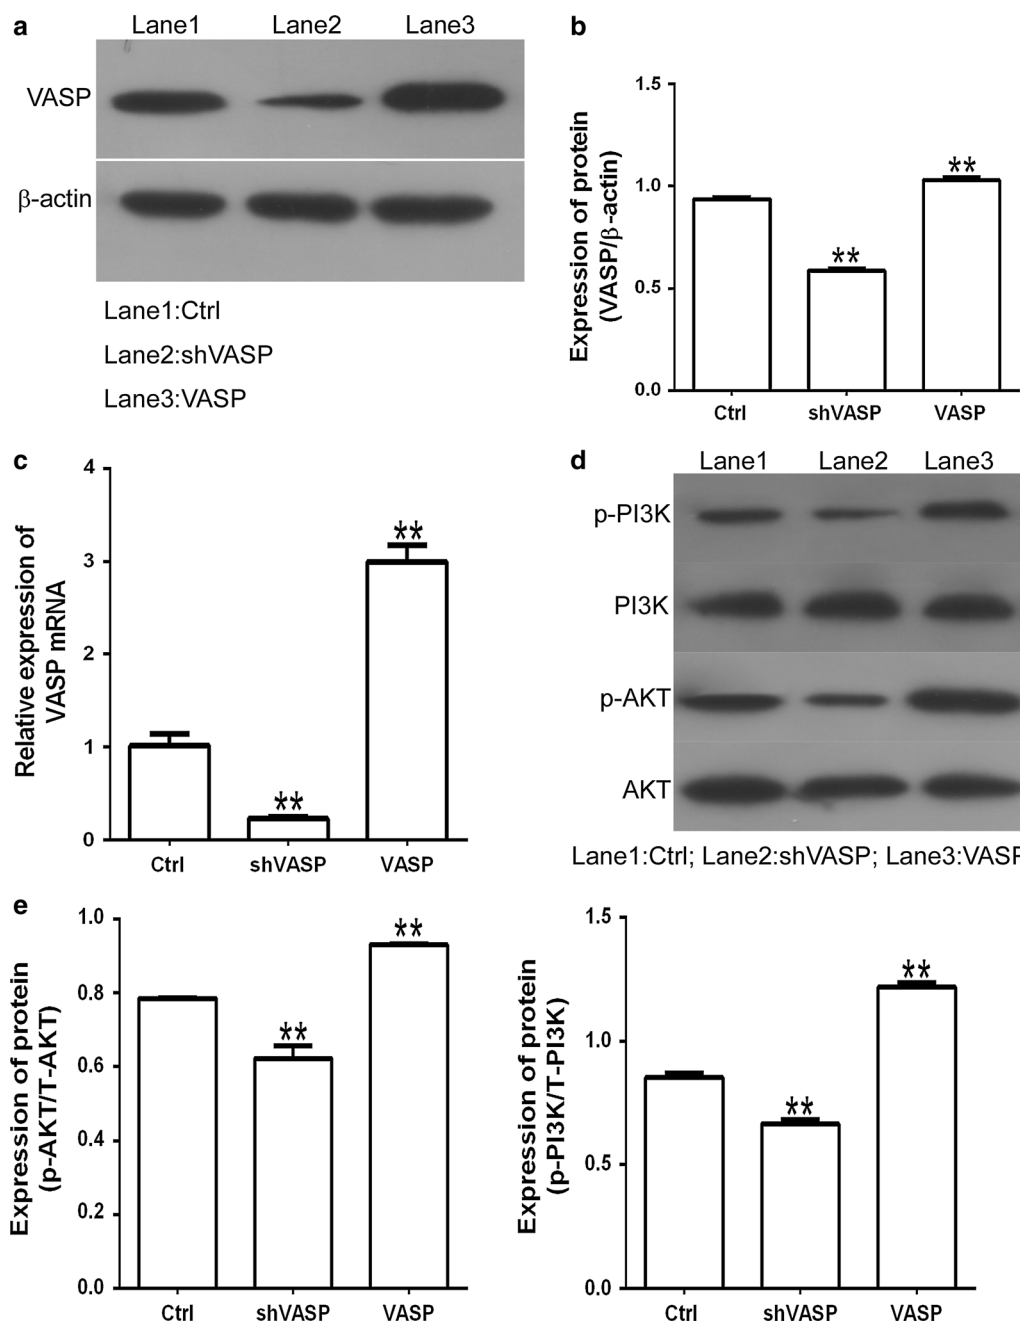 a
Lane1 Lane2 Lane3
VASP
β-actin
Lane1:Ctrl
Lane2:shVASP
Lane3:VASP
b
Expression of protein
(VASP/β-actin)
1.5
1.0
0.5
0.0
**
**
Ctrl shVASP VASP
c
Relative expression of
VASP mRNA
4
3
2
1
0
**
**
Ctrl shVASP VASP
d
Lane1 Lane2 Lane3
p-PI3K
PI3K
p-AKT
AKT
Lane1:Ctrl; Lane2:shVASP; Lane3:VASP
e
Expression of protein
(p-AKT/T-AKT)
1.0
0.8
0.6
0.4
0.2
0.0
**
**
Ctrl shVASP VASP
Expression of protein
(p-PI3K/T-PI3K)
1.5
1.0
0.5
0.0
**
**
Ctrl shVASP VASP